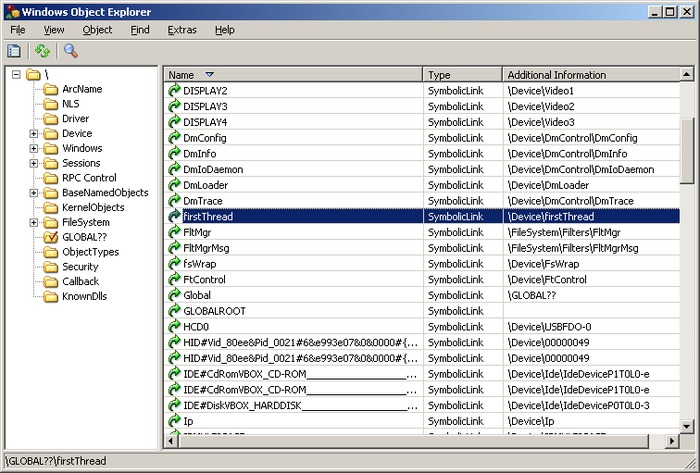 Windows Object Explorer
File View Object Find Extras Help
\
ArcName
NLS
Driver
Device
Windows
Sessions
RPC Control
BaseNamedObjects
KernelObjects
FileSystem
GLOBAL??
ObjectTypes
Security
Callback
KnownDlls
Name Type Additional Information
DISPLAY2 SymbolicLink \Device\Video1
DISPLAY3 SymbolicLink \Device\Video2
DISPLAY4 SymbolicLink \Device\Video3
DmConfig SymbolicLink \Device\DmControl\DmConfig
DmInfo SymbolicLink \Device\DmControl\DmInfo
DmIoDaemon SymbolicLink \Device\DmControl\DmIoDaemon
DmLoader SymbolicLink \Device\DmLoader
DmTrace SymbolicLink \Device\DmControl\DmTrace
firstThread SymbolicLink \Device\firstThread
FltMgr SymbolicLink \FileSystem\Filters\FltMgr
FltMgrMsg SymbolicLink \FileSystem\Filters\FltMgrMsg
fsWrap SymbolicLink \Device\FsWrap
FtControl SymbolicLink \Device\FtControl
Global SymbolicLink \GLOBAL??
GLOBALROOT SymbolicLink
HCD0 SymbolicLink \Device\USBFDO-0
HID#Vid_80ee&Pid_0021#6&e993e07&0&0000#{... SymbolicLink \Device\00000049
HID#Vid_80ee&Pid_0021#6&e993e07&0&0000#{... SymbolicLink \Device\00000049
IDE#CdRomVBOX_CD-ROM____________________... SymbolicLink \Device\Ide\IdeDeviceP1T0L0-e
IDE#CdRomVBOX_CD-ROM____________________... SymbolicLink \Device\Ide\IdeDeviceP1T0L0-e
IDE#DiskVBOX_HARDDISK____________________... SymbolicLink \Device\Ide\IdeDeviceP0T0L0-3
Ip SymbolicLink \Device\Ip
\GLOBAL??\firstThread